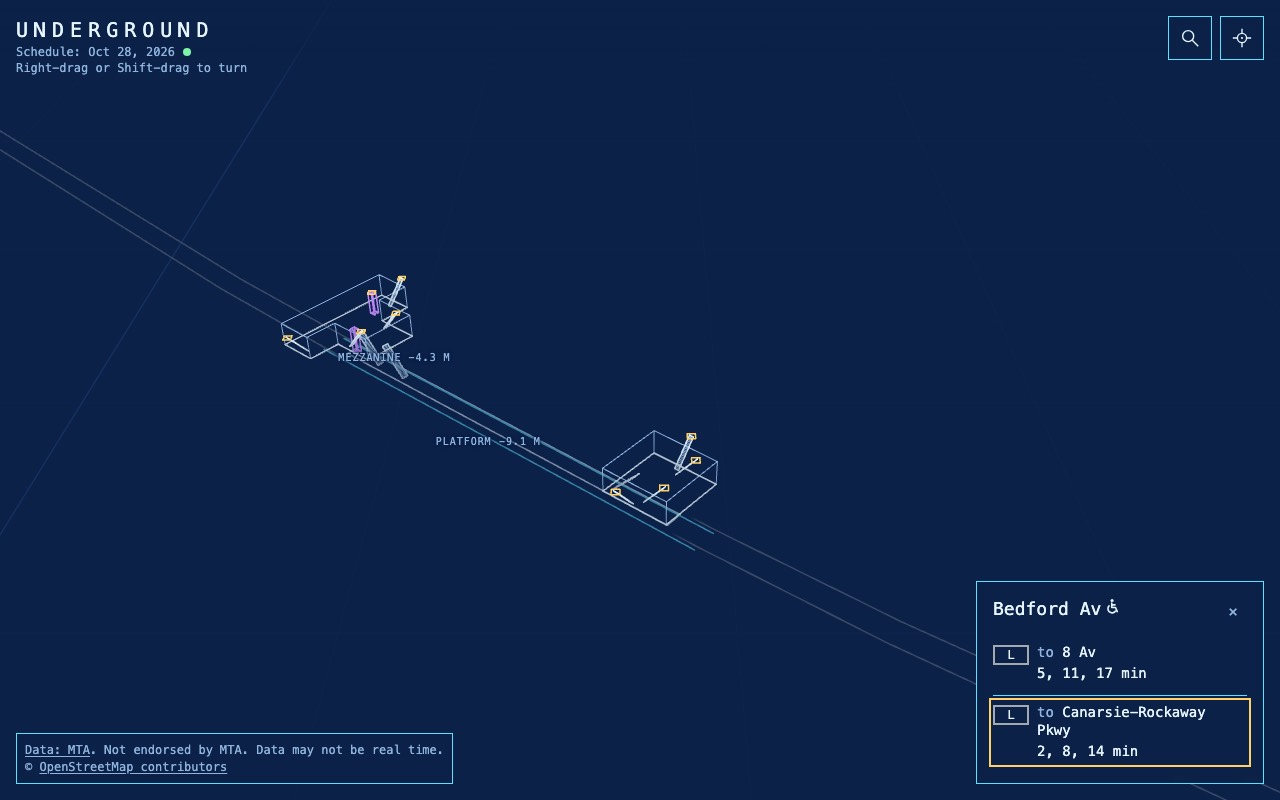 UNDERGROUND
Schedule: Oct 28, 2026
Right-drag or Shift-drag to turn
MEZZANINE -4.3 M
PLATFORM -9.1 M
Bedford Av
×
L to 8 Av
5, 11, 17 min
L to Canarsie-Rockaway
Pkwy
2, 8, 14 min
Data: MTA. Not endorsed by MTA. Data may not be real time.
© OpenStreetMap contributors